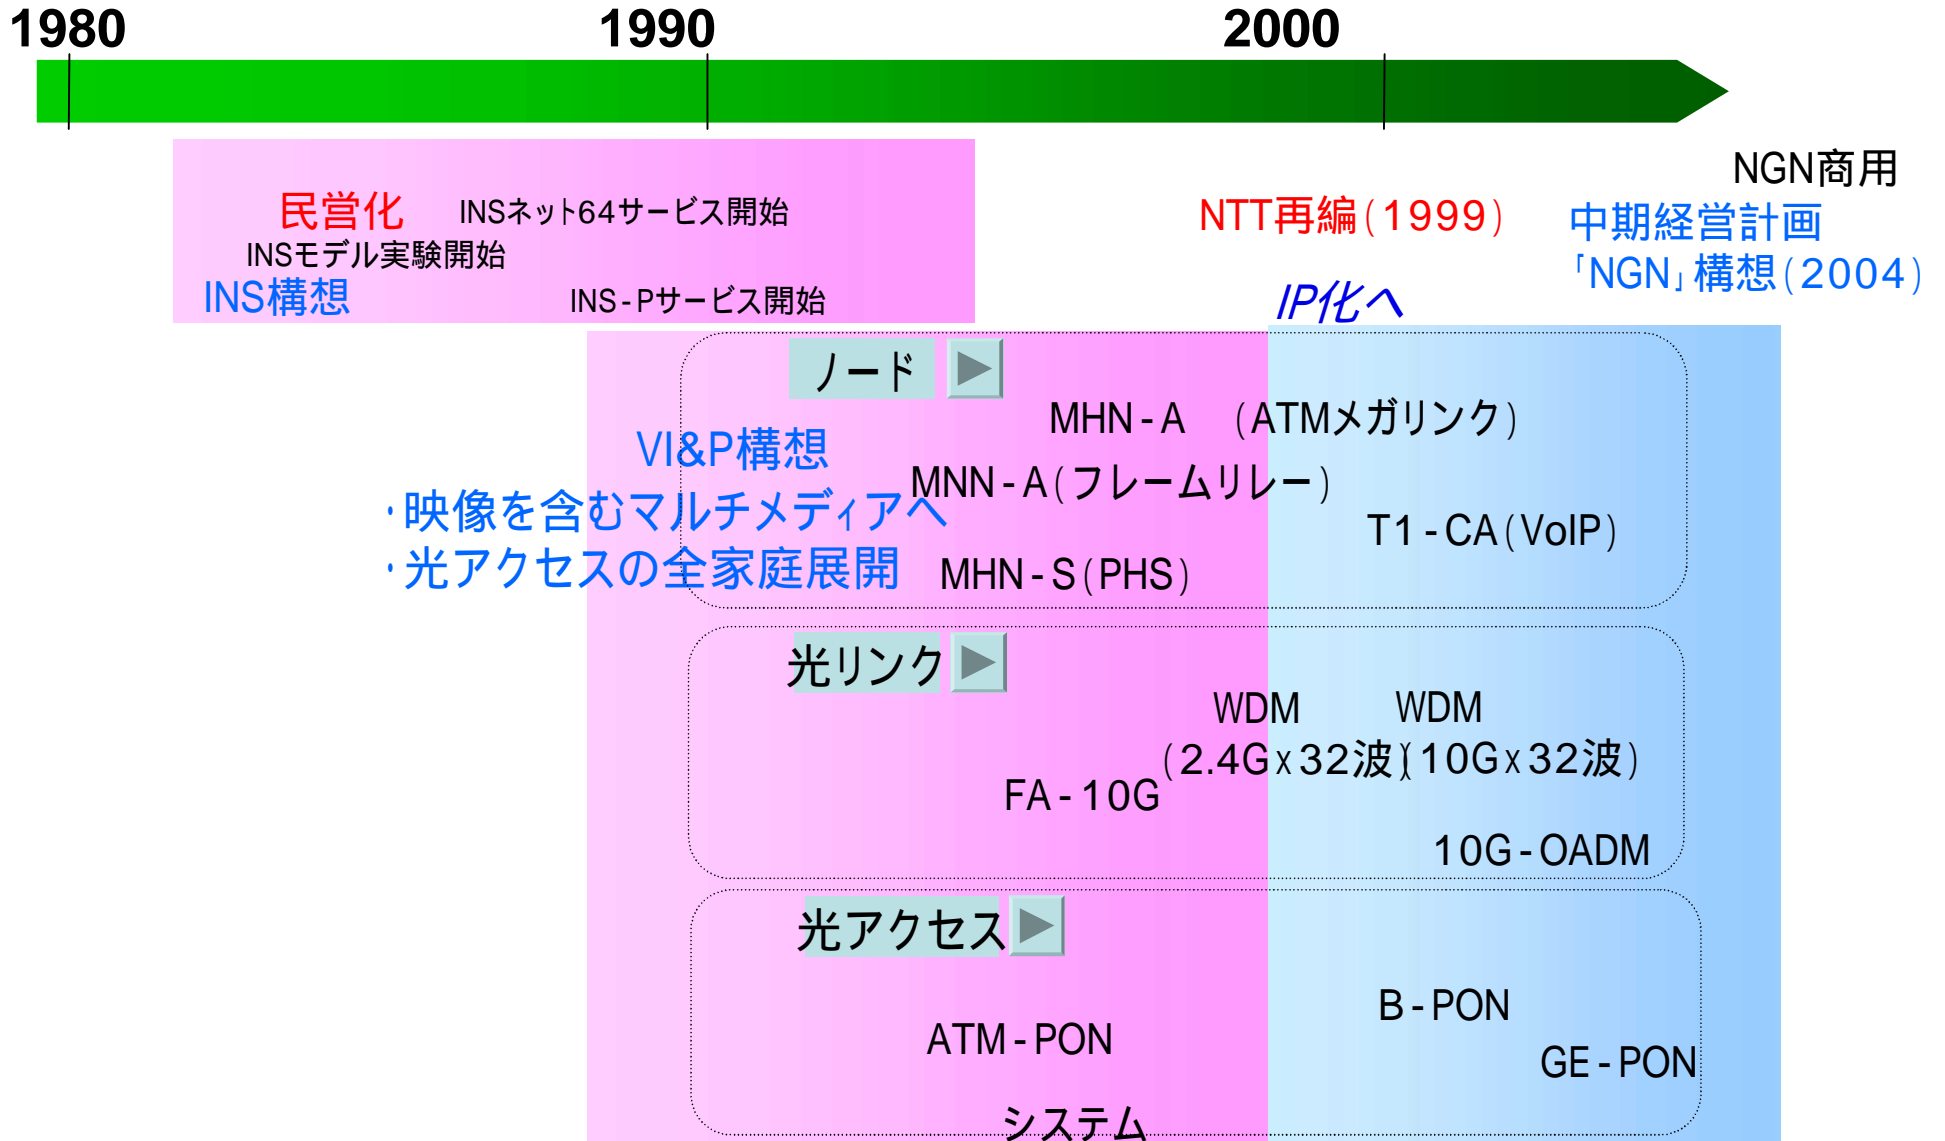 1980 1990 2000
NGN商用
民営化 INSネット64サービス開始
NTT再編(1999)
中期経営計画
INSモデル実験開始
「NGN」構想(2004)
INS構想 INS-Pサービス開始
IP化へ
ノード
MHN-A (ATMメガリンク)
VI&P構想
MNN-A(フレームリレー)
・映像を含むマルチメディアへ
T1-CA(VoIP)
・光アクセスの全家庭展開
MHN-S(PHS)
光リンク
WDM WDM
(2.4Gx32波)(10Gx32波)
FA-10G
10G-OADM
光アクセス
B-PON
ATM-PON
GE-PON
システム